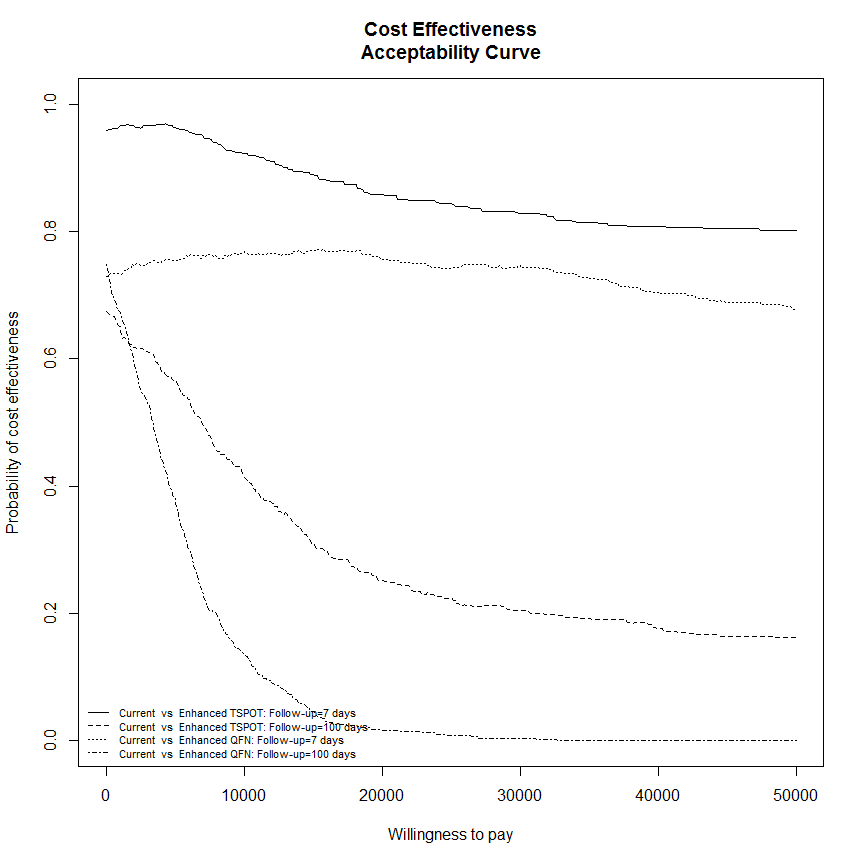 Cost Effectiveness
Acceptability Curve
Probability of cost effectiveness
1.0
0.8
0.6
0.4
0.2
0.0
Current vs Enhanced TSPOT: Follow-up=7 days
Current vs Enhanced TSPOT: Follow-up=100 days
Current vs Enhanced QFN: Follow-up=7 days
Current vs Enhanced QFN: Follow-up=100 days
0 10000 20000 30000 40000 50000
Willingness to pay